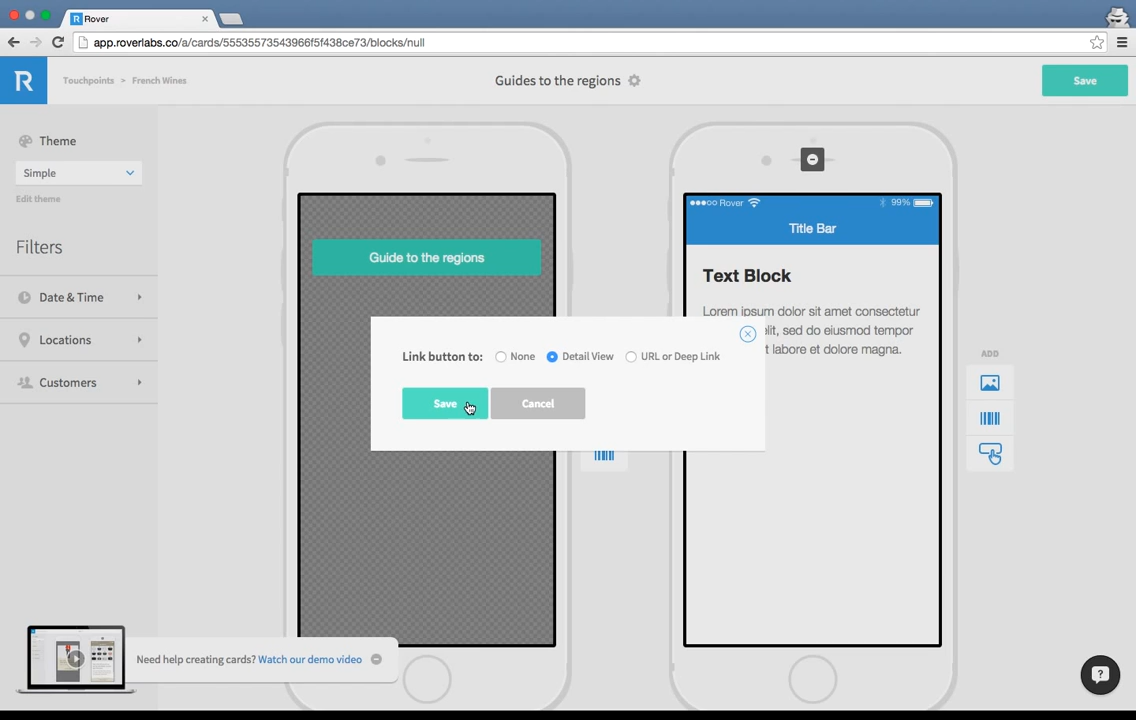 Rover
app.roverlabs.co/a/cards/55535573543966f5f438ce73/blocks/null
R
Touchpoints > French Wines
Guides to the regions
Save
Theme
Simple
Edit theme
Filters
Date & Time
Locations
Customers
Guide to the regions
Rover
99%
Title Bar
Text Block
Lorem ipsum dolor sit amet consectetur
elit, sed do eiusmod tempor
t labore et dolore magna.
ADD
Link button to:
None
Detail View
URL or Deep Link
Save
Cancel
Need help creating cards? Watch our demo video